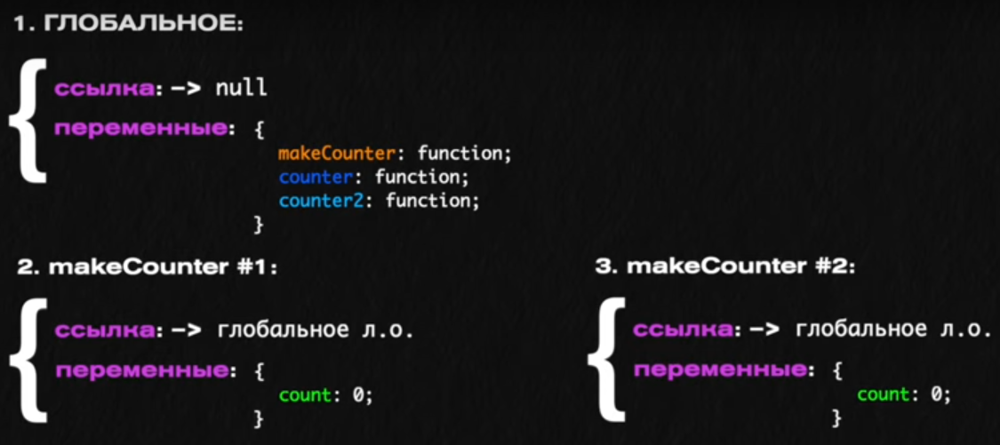 1. ГЛОБАЛЬНОЕ:
{
ссылка: -> null
переменные: {
makeCounter: function;
counter: function;
counter2: function;
}
2. makeCounter #1:
{
ссылка: -> глобальное л.о.
переменные: {
count: 0;
}
3. makeCounter #2:
{
ссылка: -> глобальное л.о.
переменные: {
count: 0;
}